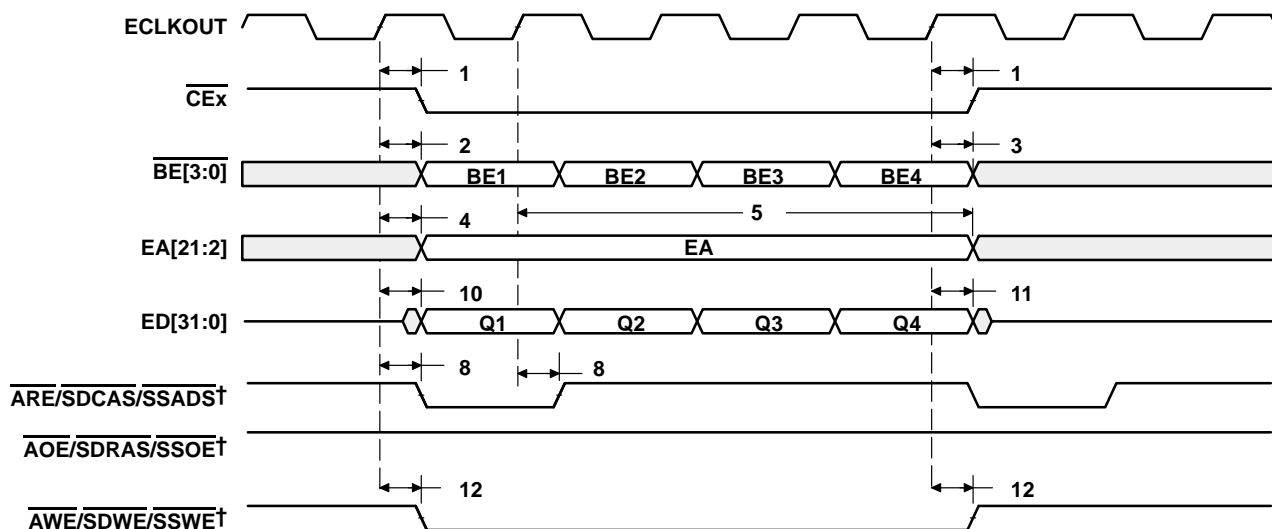 ECLKOUT
1 1
CEx
2 3
BE[3:0] BE1 BE2 BE3 BE4
4 5
EA[21:2] EA
10 11
ED[31:0] Q1 Q2 Q3 Q4
8 8
ARE/SDCAS/SSADS†
AOE/SDRAS/SSOE†
12 12
AWE/SDWE/SSWE†